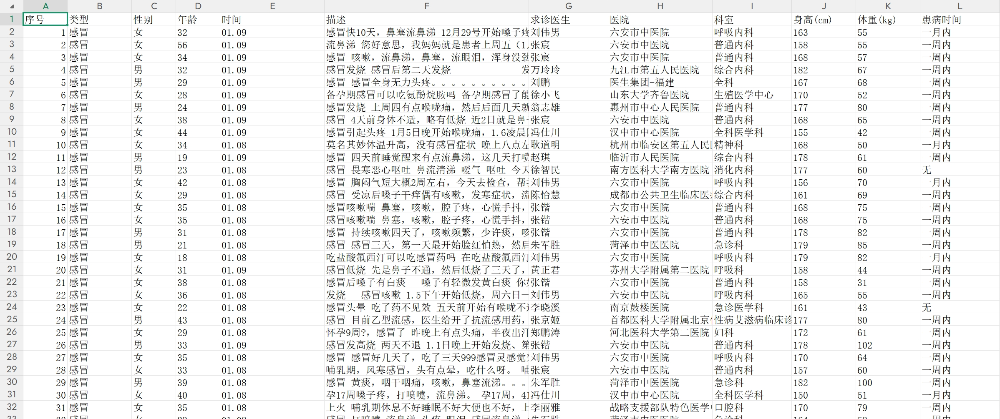 A B C D E F G H I J K L
1 序号 类型 性别 年龄 时间 描述 求诊医生 医院 科室 身高(cm) 体重(kg) 患病时间
2 1 感冒 女 32 01.09 感冒快10天，鼻塞流鼻涕 12月29号开始嗓子疼 刘伟男 六安市中医院 呼吸内科 163 55 一月内
3 2 感冒 女 56 01.09 流鼻涕 您好意思，我妈妈就是患者上周五（1 张宸 六安市中医院 普通内科 158 55 一周内
4 3 感冒 女 34 01.09 感冒 咳嗽，流鼻涕，鼻塞，流眼泪，浑身没劲 张宸 六安市中医院 普通内科 168 57 一周内
5 4 感冒 男 32 01.09 感冒发烧 感冒后第二天发烧 发 万玲玲 九江市第五人民医院 综合内科 182 67 一周内
6 5 感冒 男 29 01.09 感冒 感冒全身无力头疼。。。。。。。。。。 刘鹏 医生集团-福建 全科 167 68 一周内
7 6 感冒 女 28 01.09 备孕期感冒可以吃氨酚烷胺吗 备孕期感冒了能 徐小飞 山东大学齐鲁医院 生殖医学中心 170 52 一周内
8 7 感冒 男 24 01.09 感冒发烧 上周四有点喉咙痛，然后后面几天就 翁志雄 惠州市中心人民医院 普通内科 177 80 一周内
9 8 感冒 女 38 01.09 感冒 4天前身体不适，略有低烧 近2日就是鼻 张宸 六安市中医院 普通内科 168 65 一周内
10 9 感冒 女 44 01.09 感冒引起头疼 1月5日晚开始喉咙痛，1.6凌晨 冯仕川 汉中市中心医院 全科医学科 155 42 一周内
11 10 感冒 女 34 01.08 莫名其妙体温升高，没有感冒症状 晚上八点左 耿道明 杭州市临安区第五人民 精神科 168 50 一月内
12 11 感冒 男 19 01.09 感冒 四天前睡觉醒来有点流鼻涕，这几天打喷 赵琪 临沂市人民医院 综合内科 178 61 一周内
13 12 感冒 男 23 01.08 感冒 畏寒恶心呕吐 鼻流清涕 嗳气 呕吐 今天 徐智民 南方医科大学南方医院 消化内科 177 60 无
14 13 感冒 女 42 01.08 感冒 胸闷气短大概2周左右，今天去检查，帮 刘伟男 六安市中医院 呼吸内科 156 70 一月内
15 14 感冒 女 29 01.08 感冒 受凉后嗓子干痒偶有咳嗽，发寒症状，流 陈怡慧 成都市公共卫生临床医 综合内科 161 69 一周内
16 15 感冒 女 35 01.08 感冒咳嗽喘 鼻塞，咳嗽，腔子疼，心慌手抖， 张锴 六安市中医院 普通内科 168 75 一周内
17 16 感冒 女 35 01.08 感冒咳嗽喘 鼻塞，咳嗽，腔子疼，心慌手抖， 张锴 六安市中医院 普通内科 168 75 一周内
18 17 感冒 男 31 01.08 感冒 持续咳嗽四天了，咳嗽频繁，少许痰，咳 张锴 六安市中医院 普通内科 178 82 一周内
19 18 感冒 男 21 01.08 感冒 感冒三天，第一天最开始脸红怕热，然后 朱军胜 菏泽市中医医院 急诊科 179 85 一周内
20 19 感冒 女 18 01.08 吃盐酸氟西汀可以吃感冒药吗 在吃盐酸氟西汀 刘伟男 六安市中医院 呼吸内科 179 82 一月内
21 20 感冒 女 31 01.09 感冒低烧 先是鼻子不通，然后低烧了三天了， 黄正君 苏州大学附属第二医院 呼吸科 158 44 一周内
22 21 感冒 女 38 01.08 感冒后嗓子有白痰 嗓子有轻微发黄白痰 你 张锴 六安市中医院 普通内科 158 31 一周内
23 22 感冒 女 36 01.08 发烧 感冒咳嗽 1.5下午开始低烧，周六日一 刘伟男 六安市中医院 呼吸内科 165 55 一周内
24 23 感冒 女 22 01.08 感冒头晕 吃了药不见效 五天前开始有喉咙不 李晓溪 南京鼓楼医院 急诊医学科 161 43 无
25 24 感冒 男 43 01.08 感冒 目前乙型流感，医生给开了抗流感用药， 张京姬 首都医科大学附属北京 性病艾滋病临床诊 177 80 一周内
26 25 感冒 女 29 01.08 怀孕9周?，感冒了 昨晚上有点头痛，半夜出汗 郑鹏涛 河北医科大学第二医院 妇科 172 61 一周内
27 26 感冒 男 33 01.09 感冒发高烧 两天不退 1.1日晚上开始发烧、第 张锴 六安市中医院 普通内科 178 102 一周内
28 27 感冒 女 35 01.08 感冒 感冒好几天了，吃了三天999感冒灵感觉 刘伟男 六安市中医院 呼吸内科 170 64 一周内
29 28 感冒 女 33 01.08 哺乳期，风寒感冒，头有点晕，吃什么呀。 哺 张宸 六安市中医院 普通内科 157 60 一周内
30 29 感冒 男 39 01.08 感冒 黄痰，咽干咽痛，咳嗽，鼻塞流涕。。。 朱军胜 菏泽市中医医院 急诊科 182 100 一周内
31 30 感冒 女 40 01.08 孕17周嗓子疼，打喷嚏，流鼻涕。 孕17周，41 冯仕川 汉中市中心医院 全科医学科 150 51 一月内
32 31 感冒 女 35 01.08 上火 哺乳期休息不好睡眠不好大便也不好，上 李丽雅 战略支援部队特色医学 口腔科 170 79 一周内